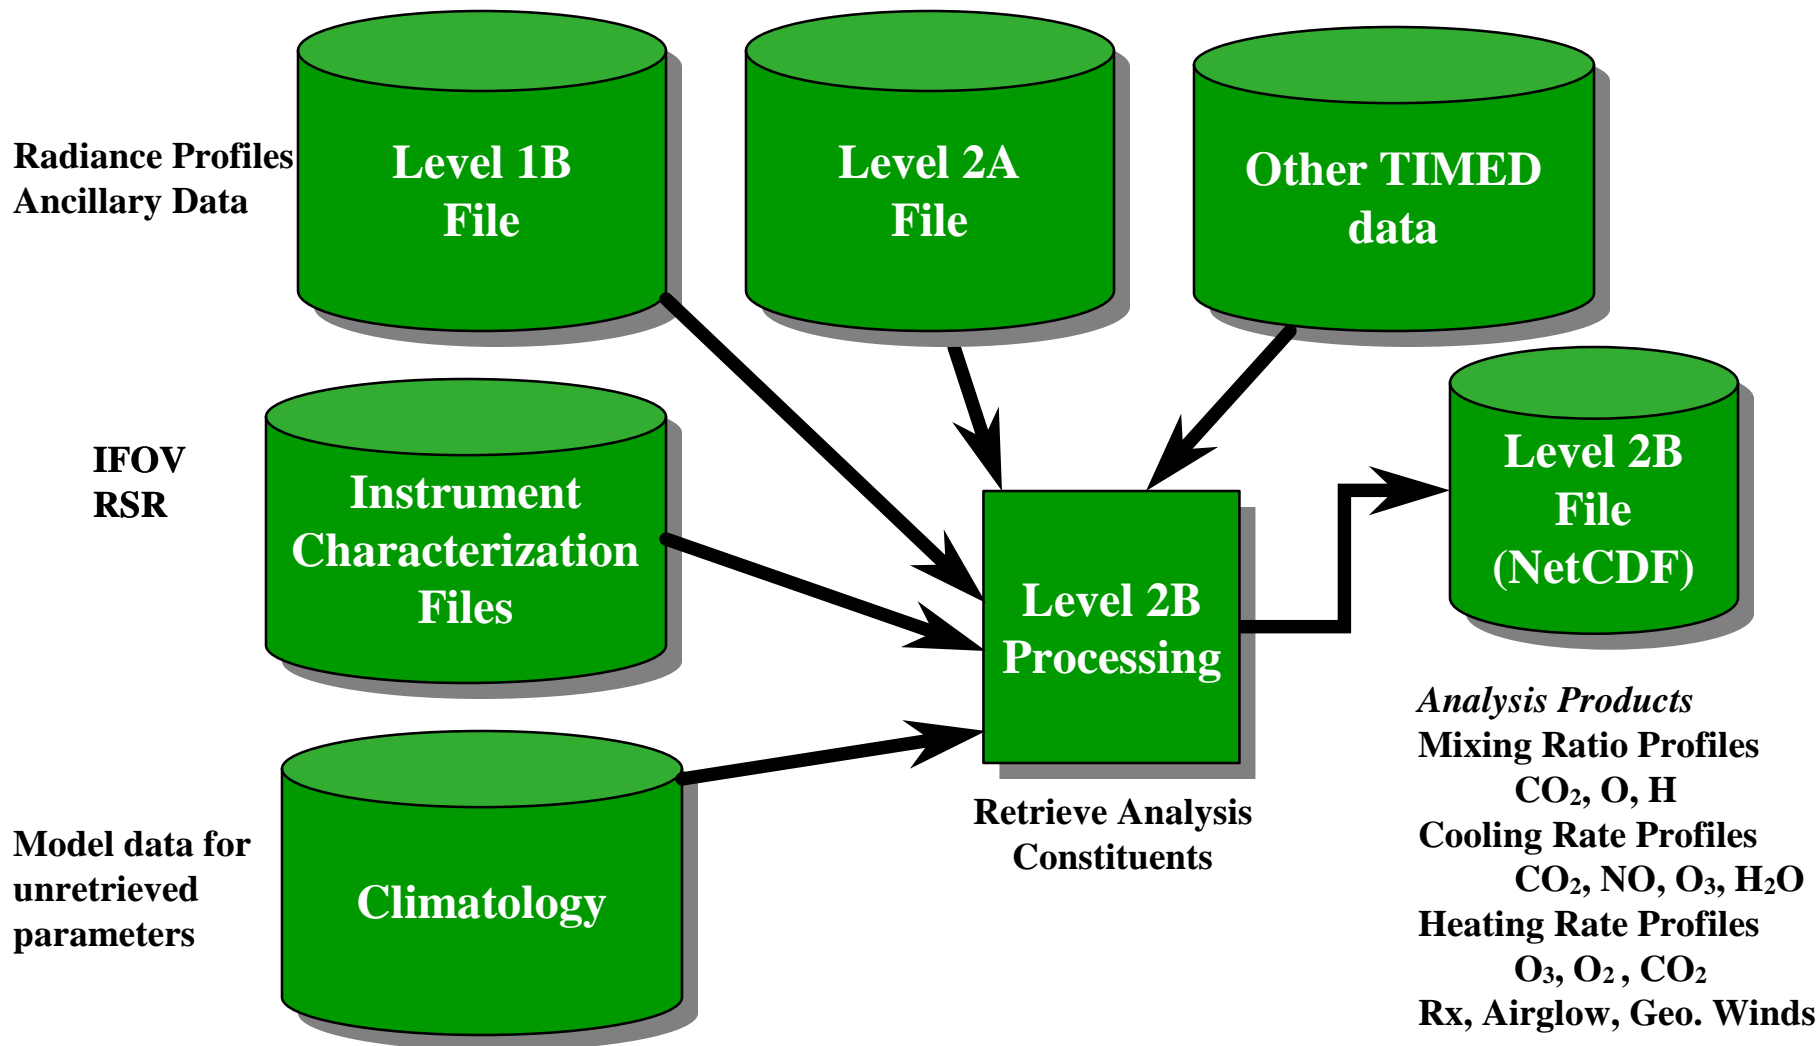 Radiance Profiles
Ancillary Data
Level 1B
File
Level 2A
File
Other TIMED
data
IFOV
RSR
Instrument
Characterization
Files
Level 2B
Processing
Retrieve Analysis
Constituents
Level 2B
File
(NetCDF)
Model data for
unretrieved
parameters
Climatology
Analysis Products
Mixing Ratio Profiles
CO₂, O, H
Cooling Rate Profiles
CO₂, NO, O₃, H₂O
Heating Rate Profiles
O₃, O₂ , CO₂
Rx, Airglow, Geo. Winds